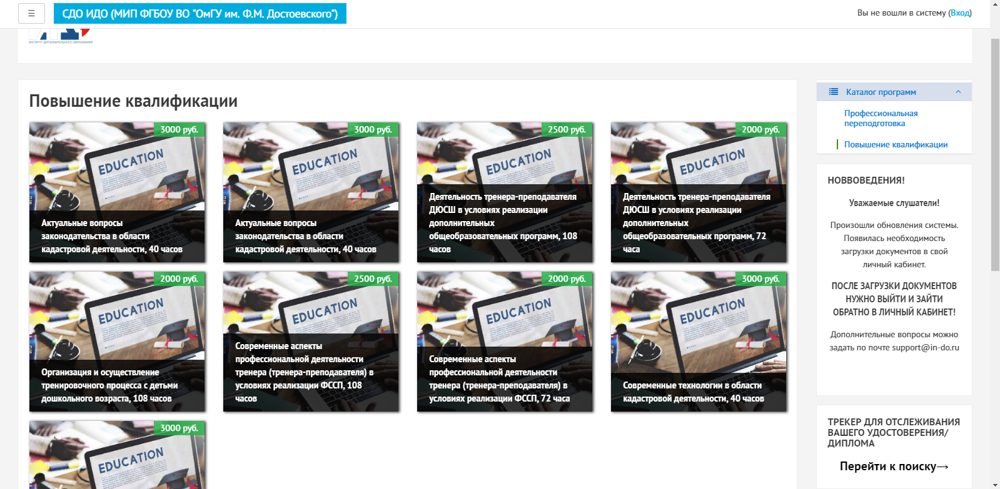 ☰
СДО ИДО (МИП ФГБОУ ВО "ОмГУ им. Ф.М. Достоевского")
Вы не вошли в систему (Вход)
ИНСТИТУТ ДОПОЛНИТЕЛЬНОГО ОБРАЗОВАНИЯ
Повышение квалификации
3000 руб.
EDUCATION
Актуальные вопросы
законодательства в области
кадастровой деятельности, 40 часов
3000 руб.
EDUCATION
Актуальные вопросы
законодательства в области
кадастровой деятельности, 40 часов
2500 руб.
EDUCATION
Деятельность тренера-преподавателя
ДЮСШ в условиях реализации
дополнительных
общеобразовательных программ, 108
часов
2000 руб.
EDUCATION
Деятельность тренера-преподавателя
ДЮСШ в условиях реализации
дополнительных
общеобразовательных программ, 72
часа
2000 руб.
EDUCATION
Организация и осуществление
тренировочного процесса с детьми
дошкольного возраста, 108 часов
2500 руб.
EDUCATION
Современные аспекты
профессиональной деятельности
тренера (тренера-преподавателя) в
условиях реализации ФССП, 108
часов
2000 руб.
EDUCATION
Современные аспекты
профессиональной деятельности
тренера (тренера-преподавателя) в
условиях реализации ФССП, 72 часа
3000 руб.
EDUCATION
Современные технологии в области
кадастровой деятельности, 40 часов
3000 руб.
EDUCATION
Каталог программ
Профессиональная
переподготовка
Повышение квалификации
НОВВОВЕДЕНИЯ!
Уважаемые слушатели!
Произошли обновления системы.
Появилась необходимость
загрузки документов в свой
личный кабинет.
ПОСЛЕ ЗАГРУЗКИ ДОКУМЕНТОВ
НУЖНО ВЫЙТИ И ЗАЙТИ
ОБРАТНО В ЛИЧНЫЙ КАБИНЕТ!
Дополнительные вопросы можно
задать по почте support@in-do.ru
ТРЕКЕР ДЛЯ ОТСЛЕЖИВАНИЯ
ВАШЕГО УДОСТОВЕРЕНИЯ/
ДИПЛОМА
Перейти к поиску→